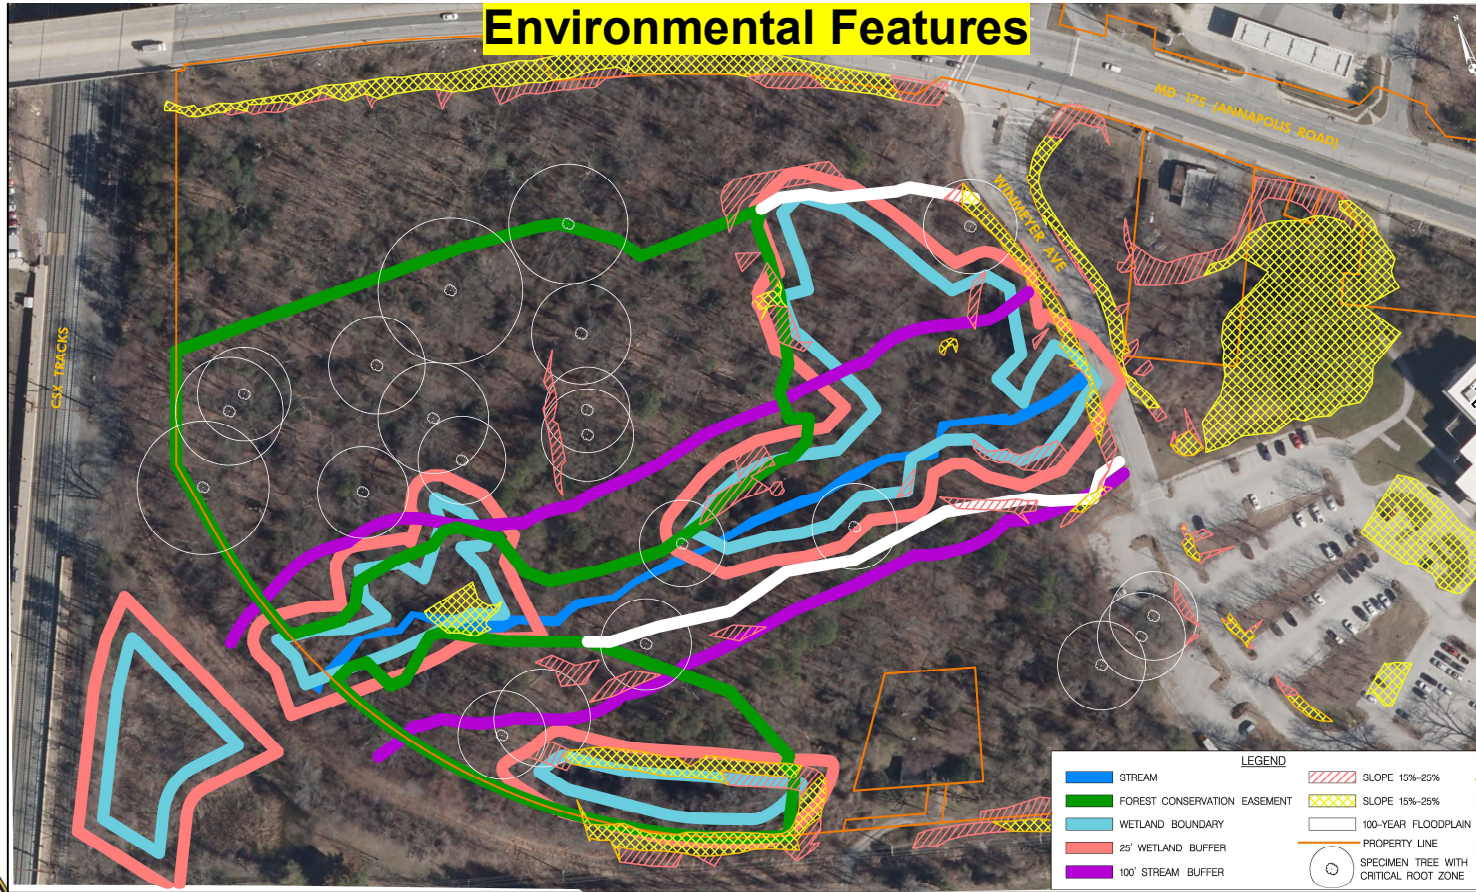 Environmental Features
N
MD 175 (ANNAPOLIS ROAD)
WINMEYER AVE
CSX TRACKS
LEGEND
STREAM
FOREST CONSERVATION EASEMENT
WETLAND BOUNDARY
25' WETLAND BUFFER
100' STREAM BUFFER
SLOPE 15%-25%
SLOPE 15%-25%
100-YEAR FLOODPLAIN
PROPERTY LINE
SPECIMEN TREE WITH
CRITICAL ROOT ZONE